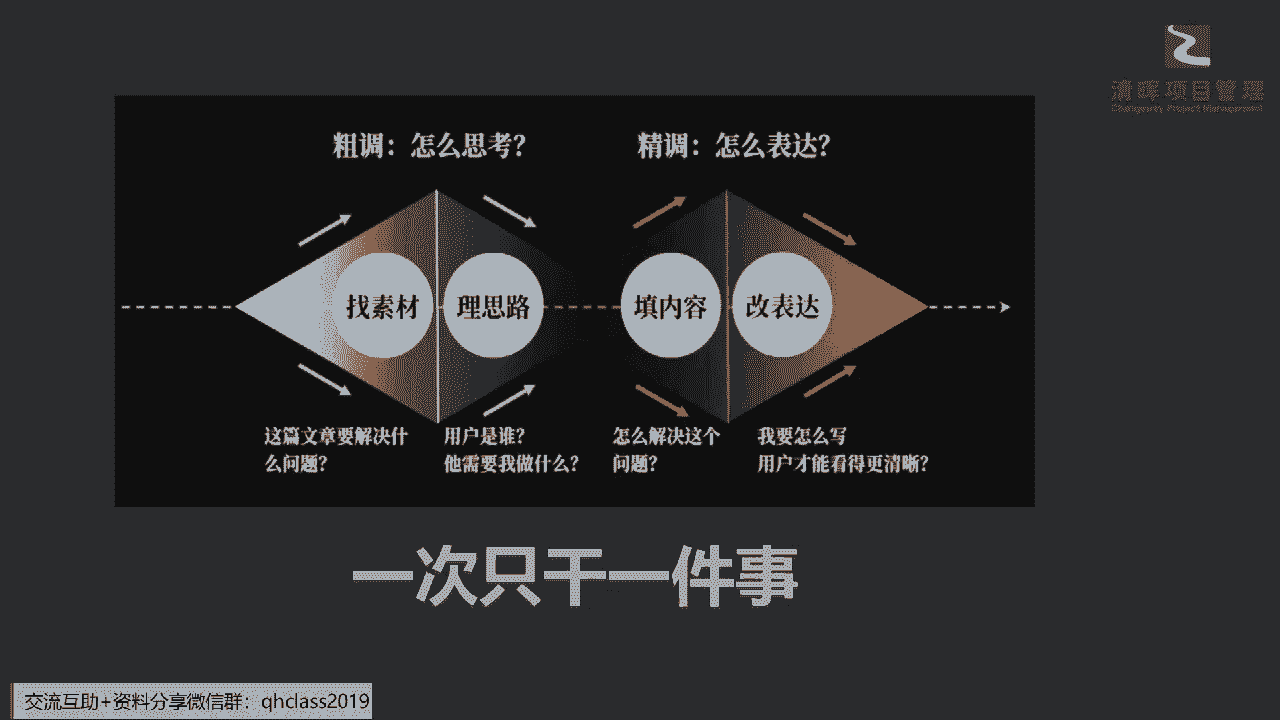 清晖项目管理
粗调：怎么思考？
精调：怎么表达？
找素材
理思路
填内容
改表达
这篇文章要解决什
么问题？
用户是谁？
他需要我做什么？
怎么解决这个
问题？
我要怎么写
用户才能看得更清晰？
一次只干一件事
交流互助+资料分享微信群：qhclass2019